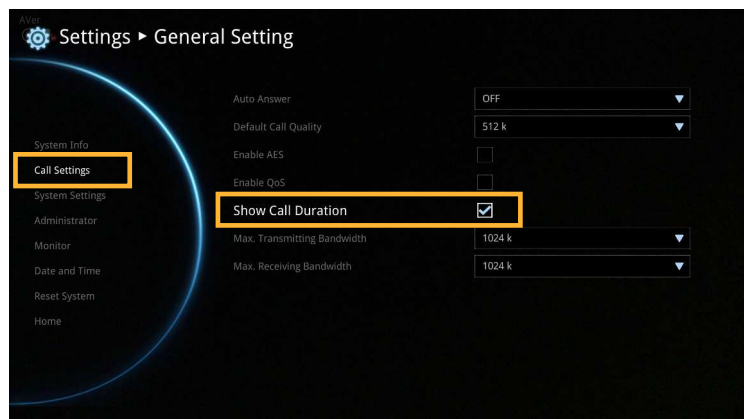 AVer
Settings ▸ General Setting
Auto Answer OFF
Default Call Quality 512 k
System Info
Enable AES
Call Settings
Enable QoS
System Settings
Show Call Duration
Administrator
Max. Transmitting Bandwidth 1024 k
Monitor
Max. Receiving Bandwidth 1024 k
Date and Time
Reset System
Home